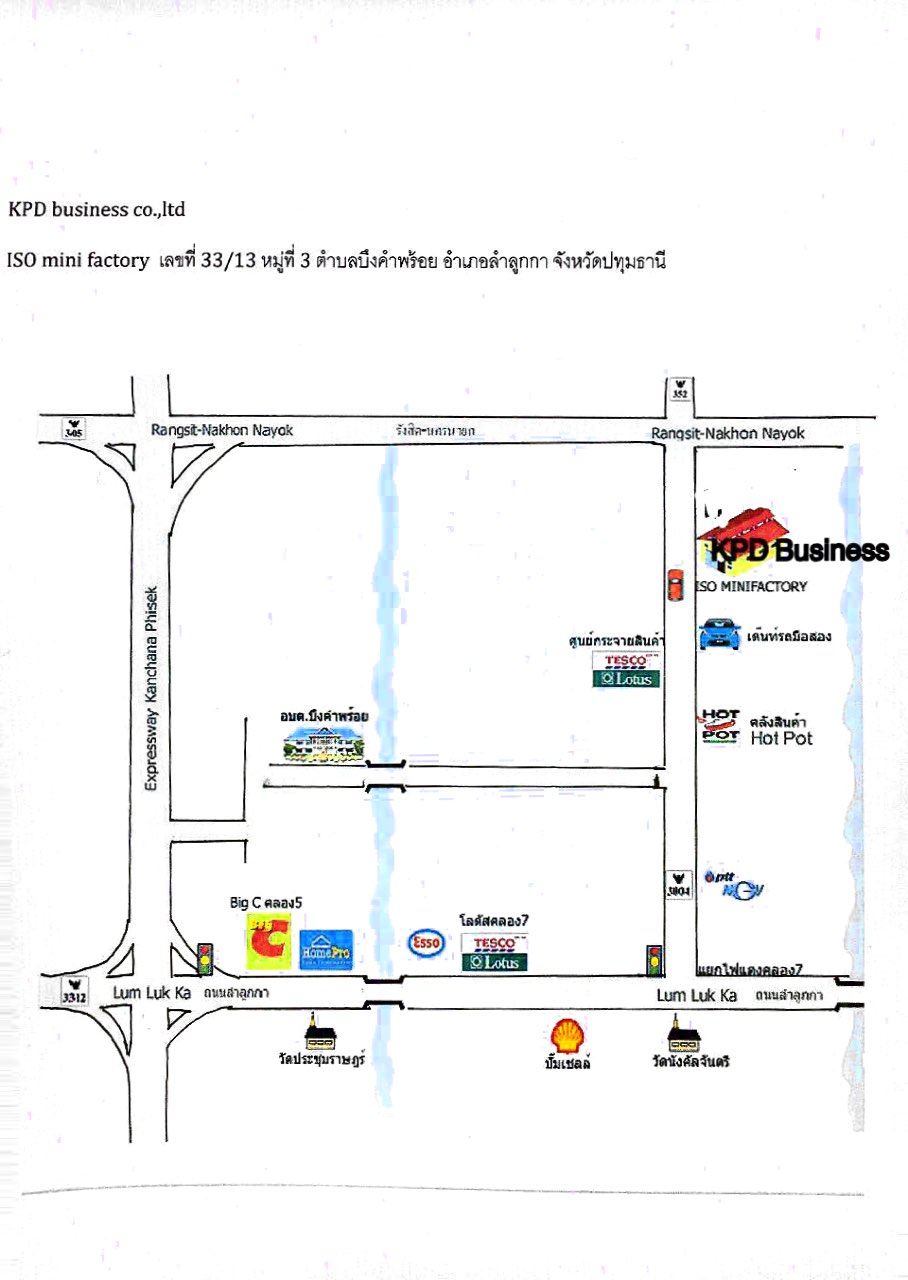 KPD business co.,ltd
ISO mini factory เลขที่ 33/13 หมู่ที่ 3 ตำบลบึงคำพร้อย อำเภอลำลูกกา จังหวัดปทุมธานี
352
305
Rangsit-Nakhon Nayok
รังสิต-นครนายก
Rangsit-Nakhon Nayok
KPD Business
ISO MINIFACTORY
Expressway Kanchana Phisek
เต็นท์รถมือสอง
ศูนย์กระจายสินค้า
TESCO
Lotus
อบต.บึงคำพร้อย
HOT
POT
คลังสินค้า
Hot Pot
3804
ptt
NGV
Big C คลอง5
Big
C
HomePro
Esso
โลตัสคลอง7
TESCO
Lotus
แยกไฟแดงคลอง7
3312
Lum Luk Ka ถนนลำลูกกา
Lum Luk Ka ถนนลำลูกกา
วัดประชุมราษฎร์
ปั๊มเชลล์
วัดนังคัลจันตรี